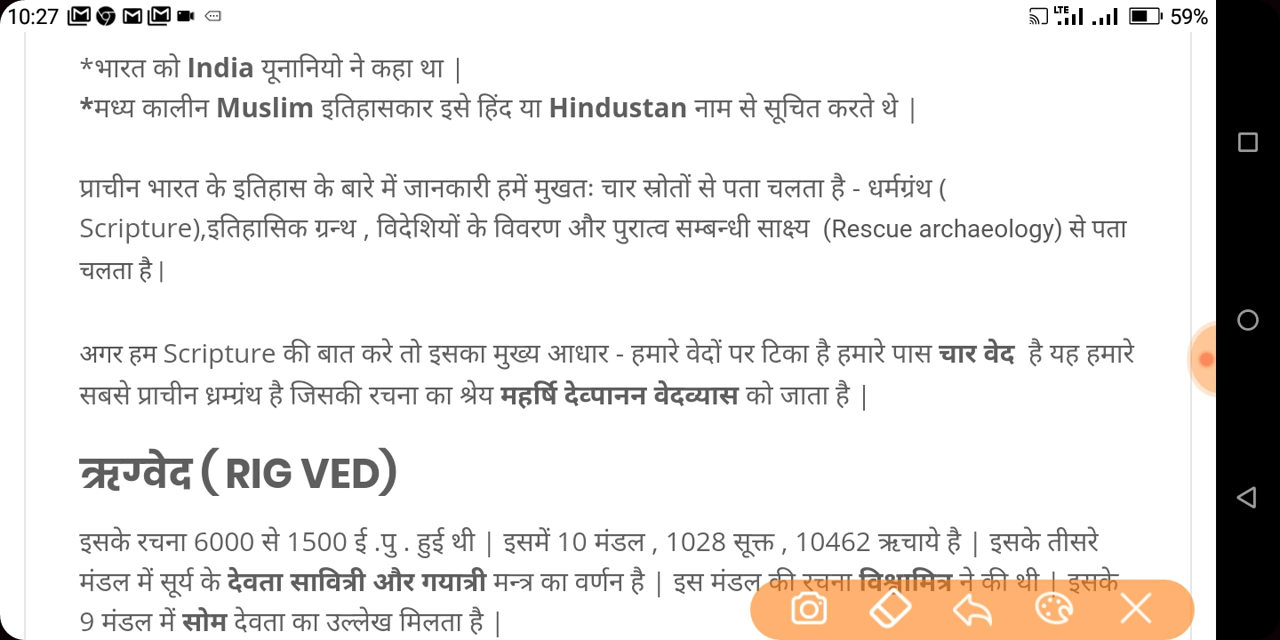 10:27
LTE
59%
*भारत को India यूनानियो ने कहा था |
*मध्य कालीन Muslim इतिहासकार इसे हिंद या Hindustan नाम से सूचित करते थे |
प्राचीन भारत के इतिहास के बारे में जानकारी हमें मुखतः चार स्रोतों से पता चलता है - धर्मग्रंथ (
Scripture),इतिहासिक ग्रन्थ , विदेशियों के विवरण और पुरात्व सम्बन्धी साक्ष्य (Rescue archaeology) से पता
चलता है |
अगर हम Scripture की बात करे तो इसका मुख्य आधार - हमारे वेदों पर टिका है हमारे पास चार वेद है यह हमारे
सबसे प्राचीन ध्रम्ग्रंथ है जिसकी रचना का श्रेय महर्षि देव्पानन वेदव्यास को जाता है |
ऋग्वेद ( RIG VED)
इसके रचना 6000 से 1500 ई .पु . हुई थी | इसमें 10 मंडल , 1028 सूक्त , 10462 ऋचाये है | इसके तीसरे
मंडल में सूर्य के देवता सावित्री और गयात्री मन्त्र का वर्णन है | इस मंडल की रचना विश्रामित्र ने की थी | इसके
9 मंडल में सोम देवता का उल्लेख मिलता है |